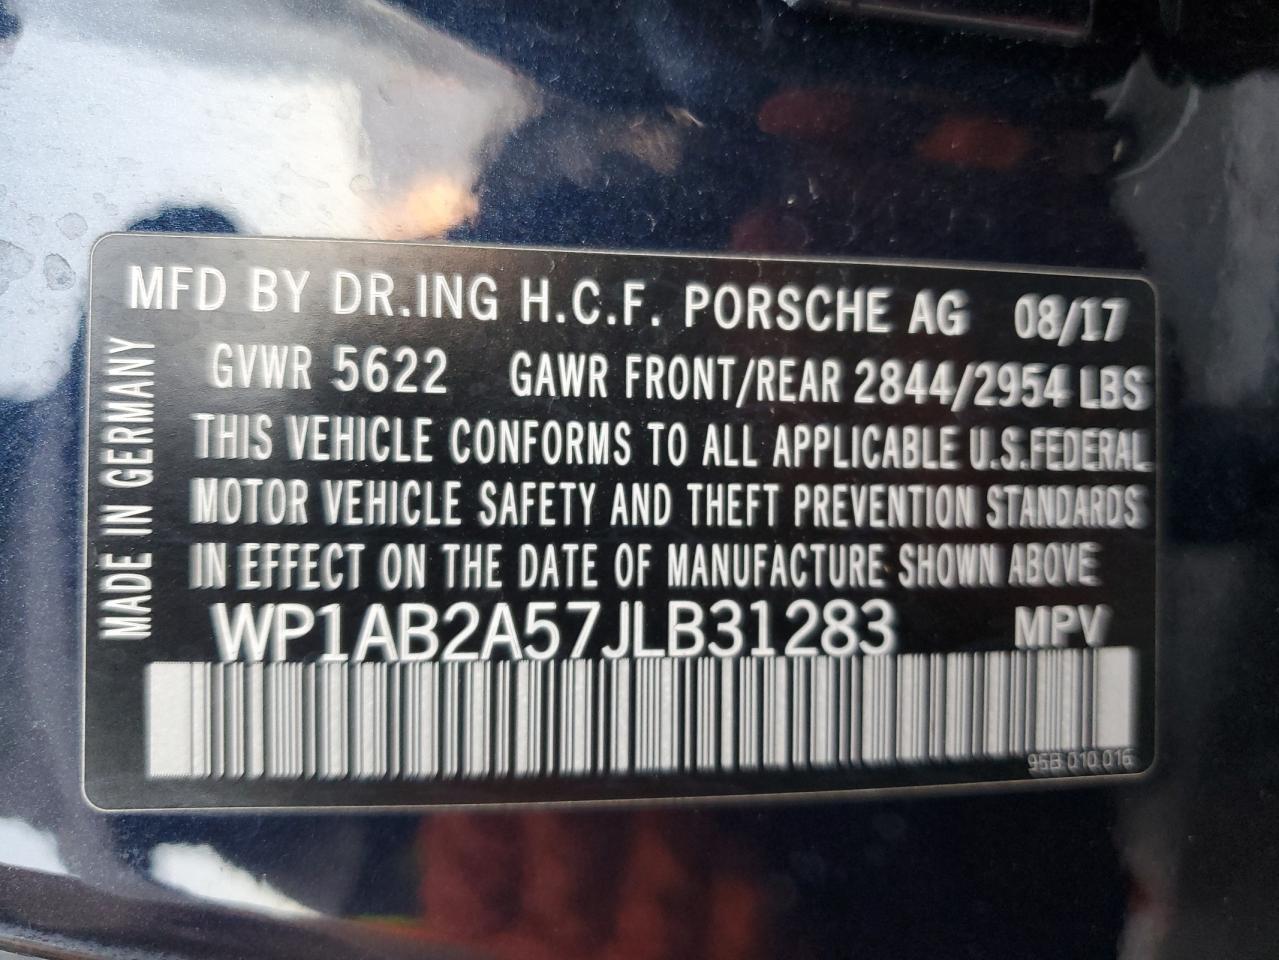 MFD BY DR.ING H.C.F. PORSCHE AG 08/17
GVWR 5622 GAWR FRONT/REAR 2844/2954 LBS
THIS VEHICLE CONFORMS TO ALL APPLICABLE U.S.FEDERAL
MOTOR VEHICLE SAFETY AND THEFT PREVENTION STANDARDS
IN EFFECT ON THE DATE OF MANUFACTURE SHOWN ABOVE
WP1AB2A57JLB31283 MPV
95B 010 016
MADE IN GERMANY